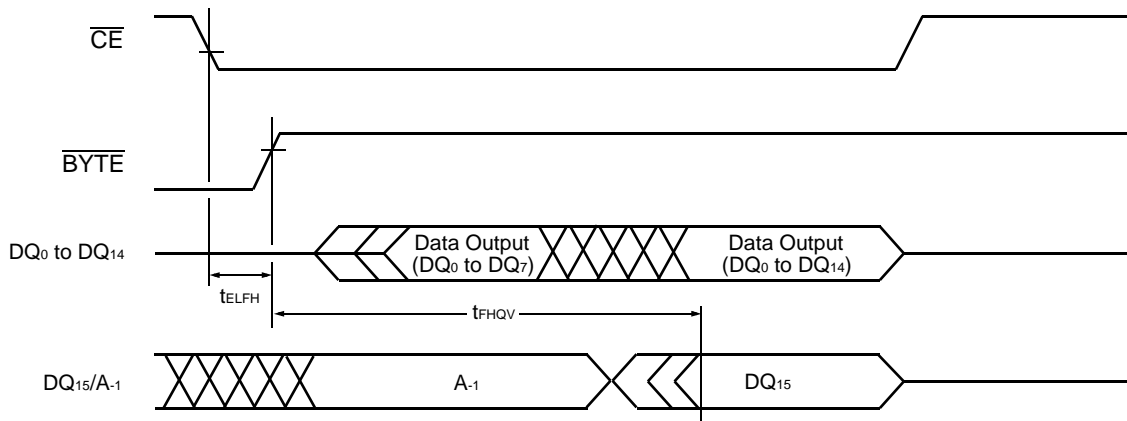 CE
BYTE
DQ0 to DQ14
Data Output
(DQ0 to DQ7)
Data Output
(DQ0 to DQ14)
tELFH
tFHQV
DQ15/A-1
A-1
DQ15